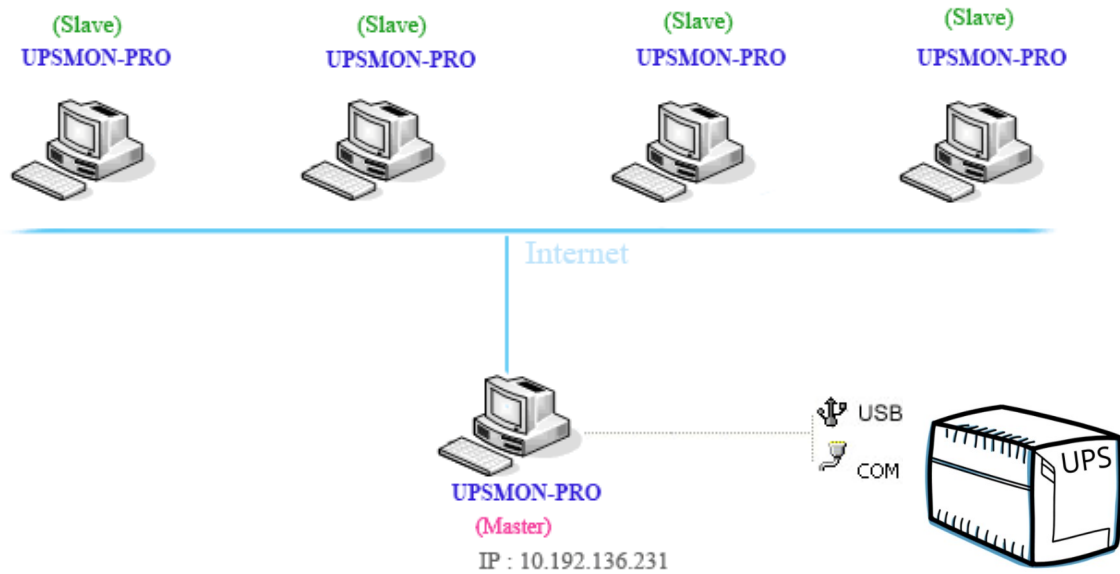 (Slave)
UPSMON-PRO
(Slave)
UPSMON-PRO
(Slave)
UPSMON-PRO
(Slave)
UPSMON-PRO
Internet
USB
COM
UPS
UPSMON-PRO
(Master)
IP : 10.192.136.231